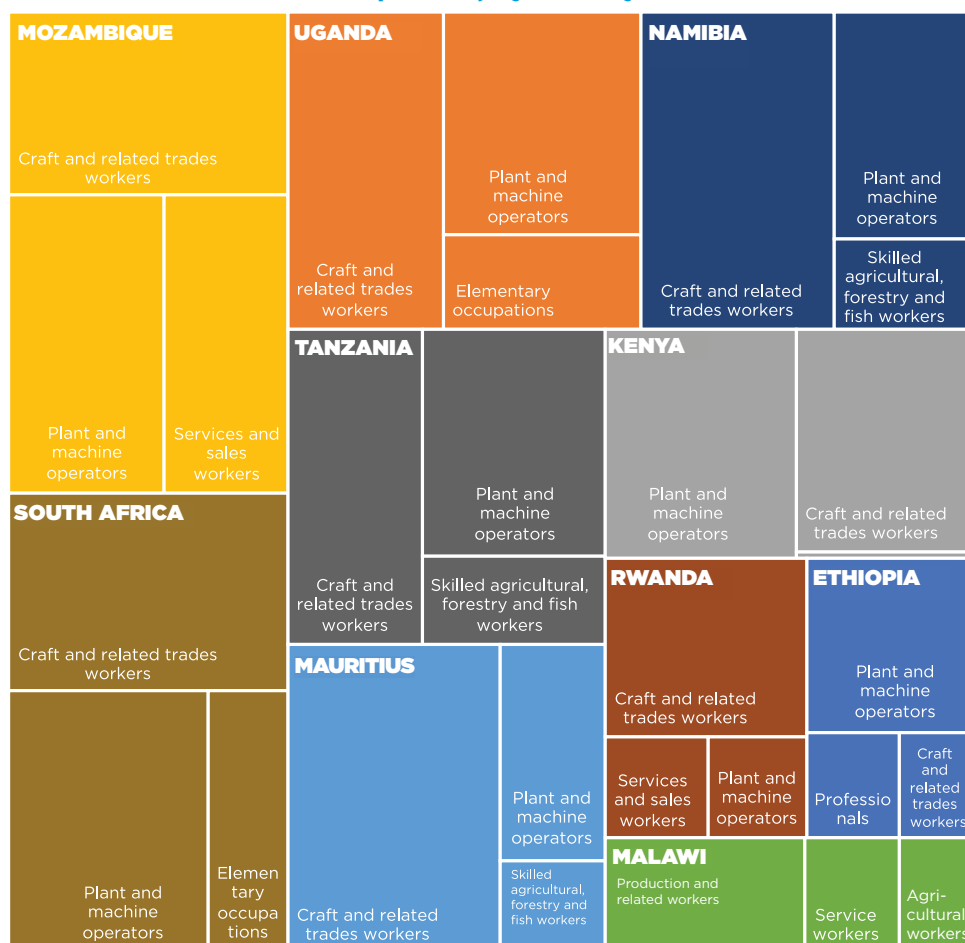 MOZAMBIQUE
Craft and related trades
workers
Plant and
machine
operators
Services and
sales
workers
SOUTH AFRICA
Craft and related trades
workers
Plant and
machine
operators
Elemen
tary
occupa
tions
UGANDA
Craft and
related trades
workers
Plant and
machine
operators
Elementary
occupations
NAMIBIA
Craft and related
trades workers
Plant and
machine
operators
Skilled
agricultural,
forestry and
fish workers
TANZANIA
Craft and
related trades
workers
Plant and
machine
operators
Skilled agricultural,
forestry and fish
workers
KENYA
Plant and
machine
operators
Craft and related
trades workers
MAURITIUS
Craft and related
trades workers
Plant and
machine
operators
Skilled
agricultural,
forestry and
fish workers
RWANDA
Craft and related
trades workers
Services
and sales
workers
Plant and
machine
operators
ETHIOPIA
Plant and
machine
operators
Professio
nals
Craft
and
related
trades
workers
MALAWI
Production and
related workers
Service
workers
Agri-
cultural
workers